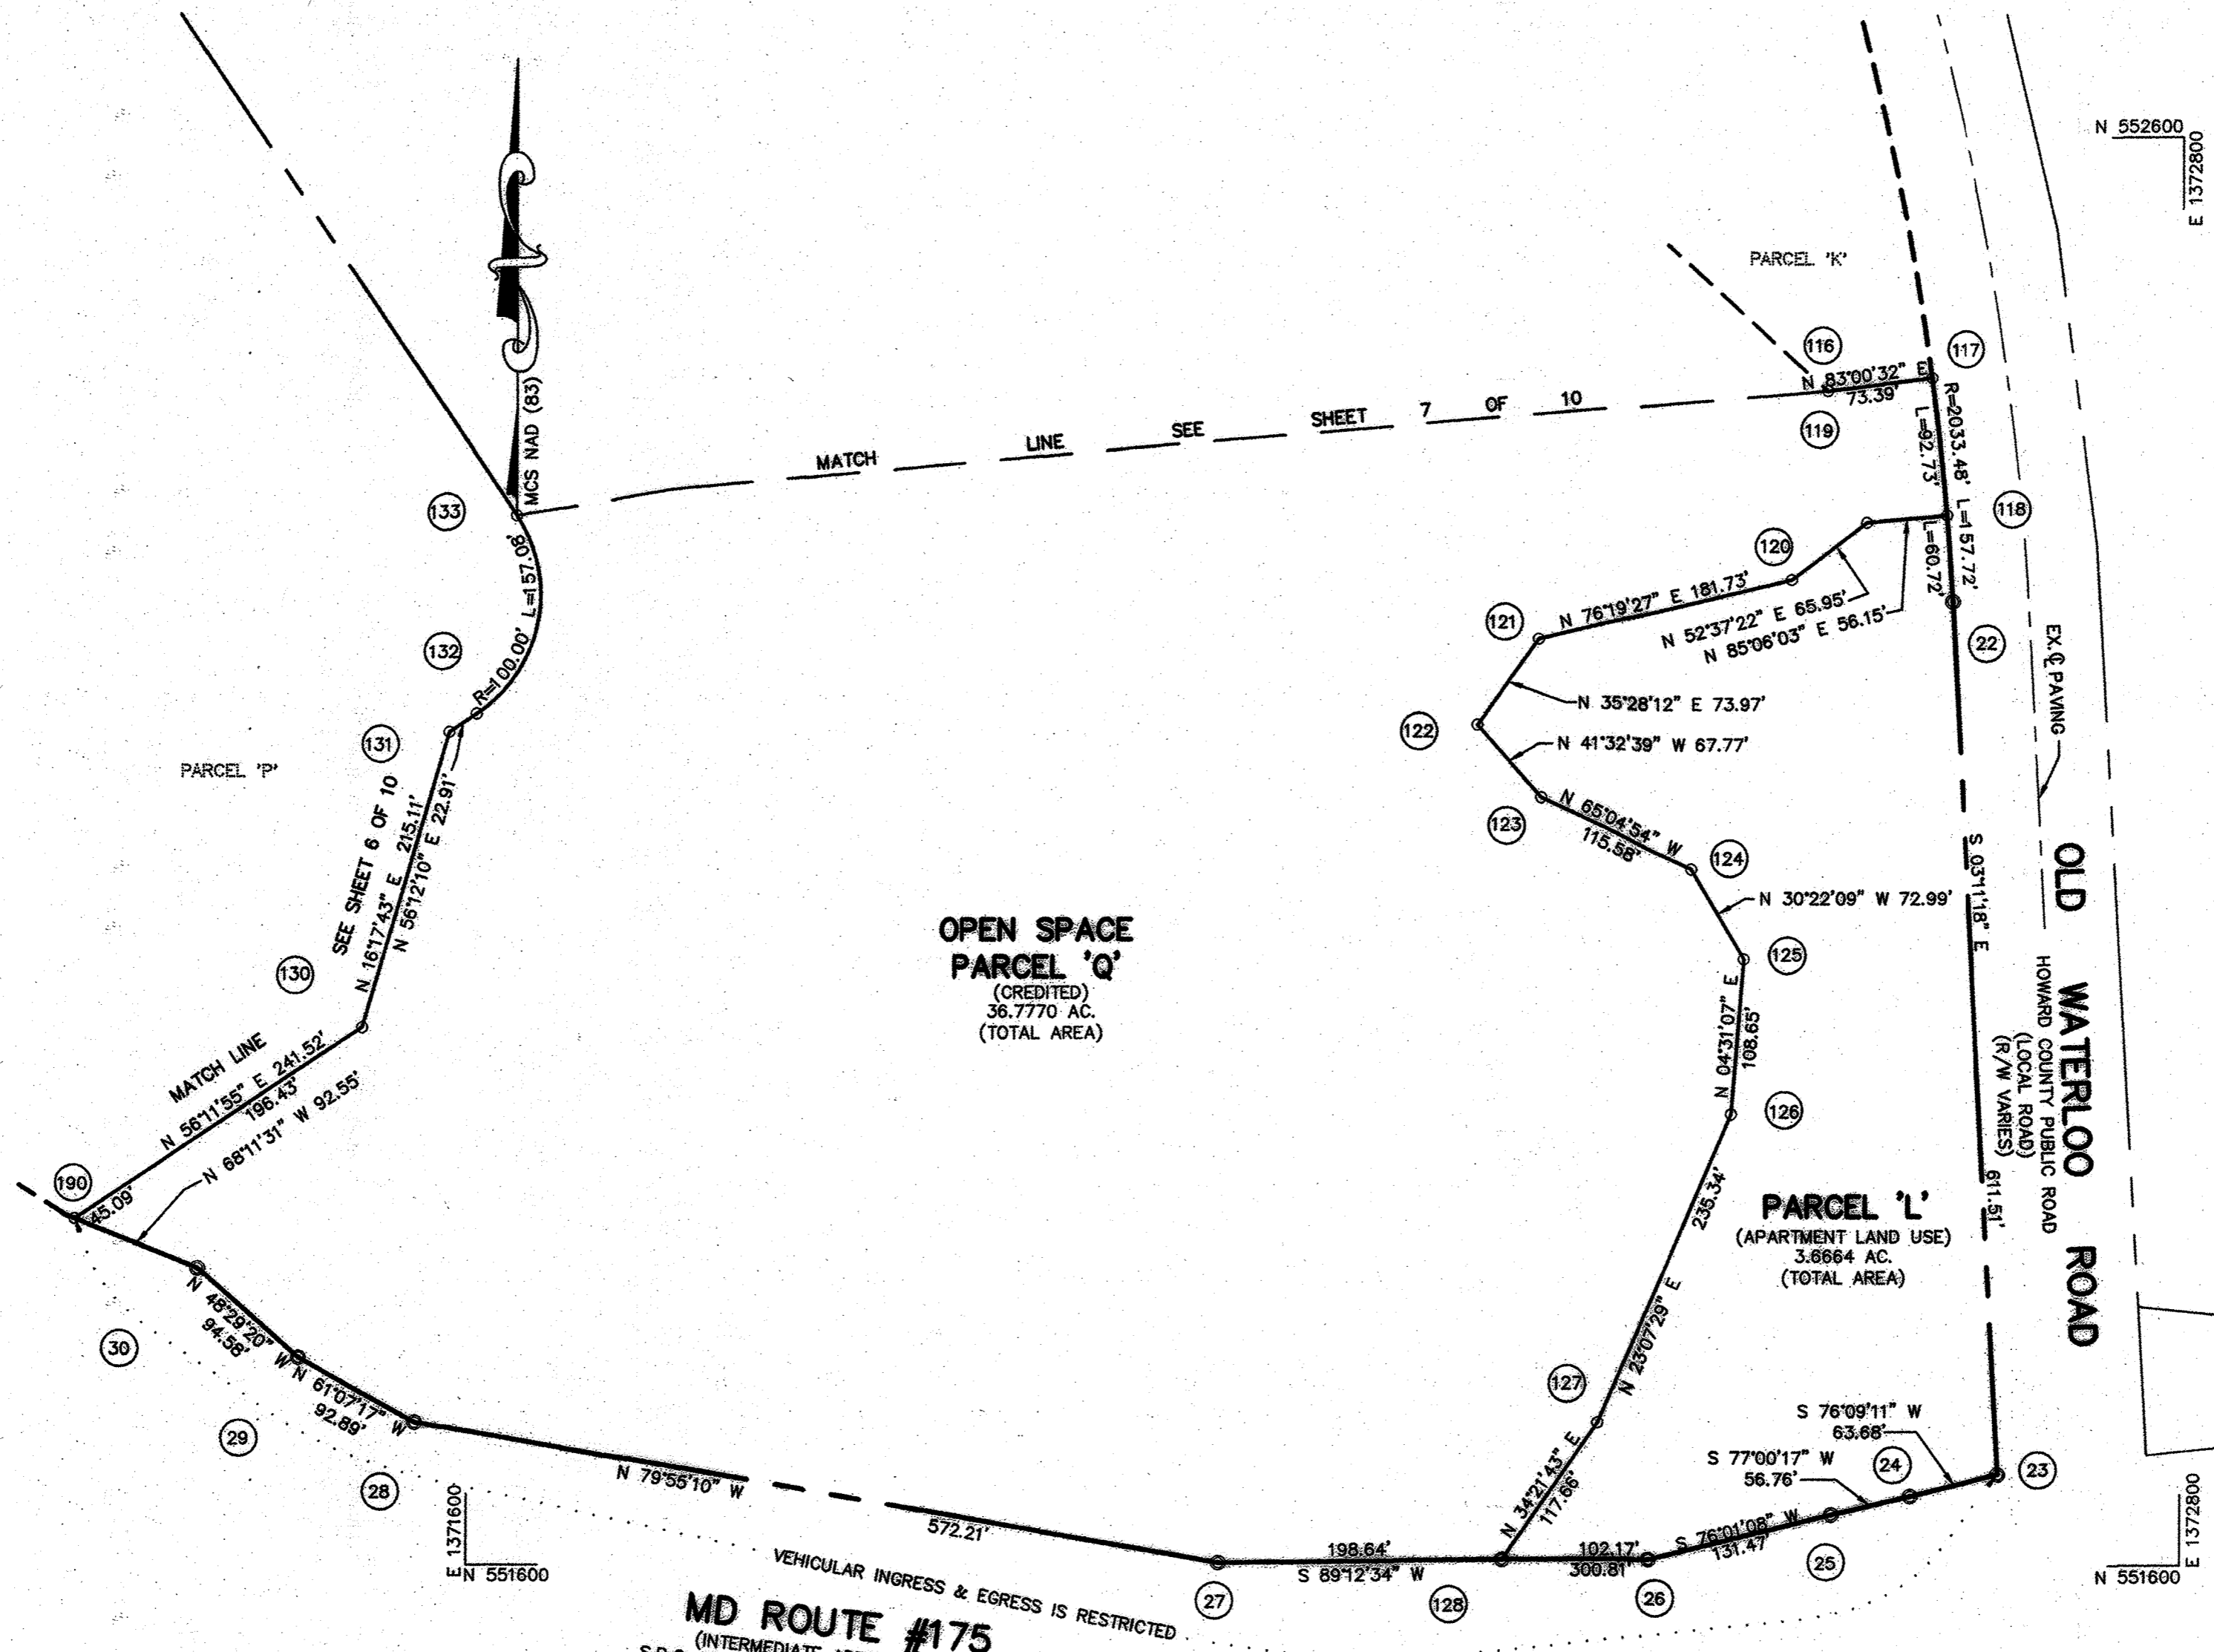 N 552600
E 1372800
PARCEL 'K'
116
117
N 83°00'32" E
73.39'
119
R=2033.48' L=157.72'
L=92.73'
L=60.72'
118
MATCH LINE SEE SHEET 7 OF 10
MCS NAD (83)
133
R=100.00' L=157.08'
132
131
PARCEL 'P'
SEE SHEET 6 OF 10
N 16°17'43" E 215.11'
N 56°12'10" E 22.91'
130
MATCH LINE
N 56°11'55" E 241.52'
196.43'
N 68°11'31" W 92.55'
190
45.09'
120
N 76°19'27" E 181.73'
N 52°37'22" E 65.95'
N 85°06'03" E 56.15'
121
22
EX. ℄ PAVING
N 35°28'12" E 73.97'
122
N 41°32'39" W 67.77'
123
N 65°04'54" W
115.58'
124
N 30°22'09" W 72.99'
125
N 04°31'07" E
108.65'
126
S 03°11'18" E
611.51'
OLD WATERLOO ROAD
HOWARD COUNTY PUBLIC ROAD
(LOCAL ROAD)
(R/W VARIES)
OPEN SPACE
PARCEL 'Q'
(CREDITED)
36.7770 AC.
(TOTAL AREA)
PARCEL 'L'
(APARTMENT LAND USE)
3.6664 AC.
(TOTAL AREA)
235.34'
N 23°07'29" E
127
N 34°21'43" E
117.66'
30
N 48°29'20" W
94.58'
29
N 61°07'17" W
92.89'
28
N 79°55'10" W
572.21'
E 1371600
N 551600
VEHICULAR INGRESS & EGRESS IS RESTRICTED
MD ROUTE #175
27
198.64'
S 89°12'34" W
128
102.17'
300.81'
26
S 76°01'08" W
131.47'
25
S 77°00'17" W
56.76'
24
S 76°09'11" W
63.68'
23
E 1372800
N 551600